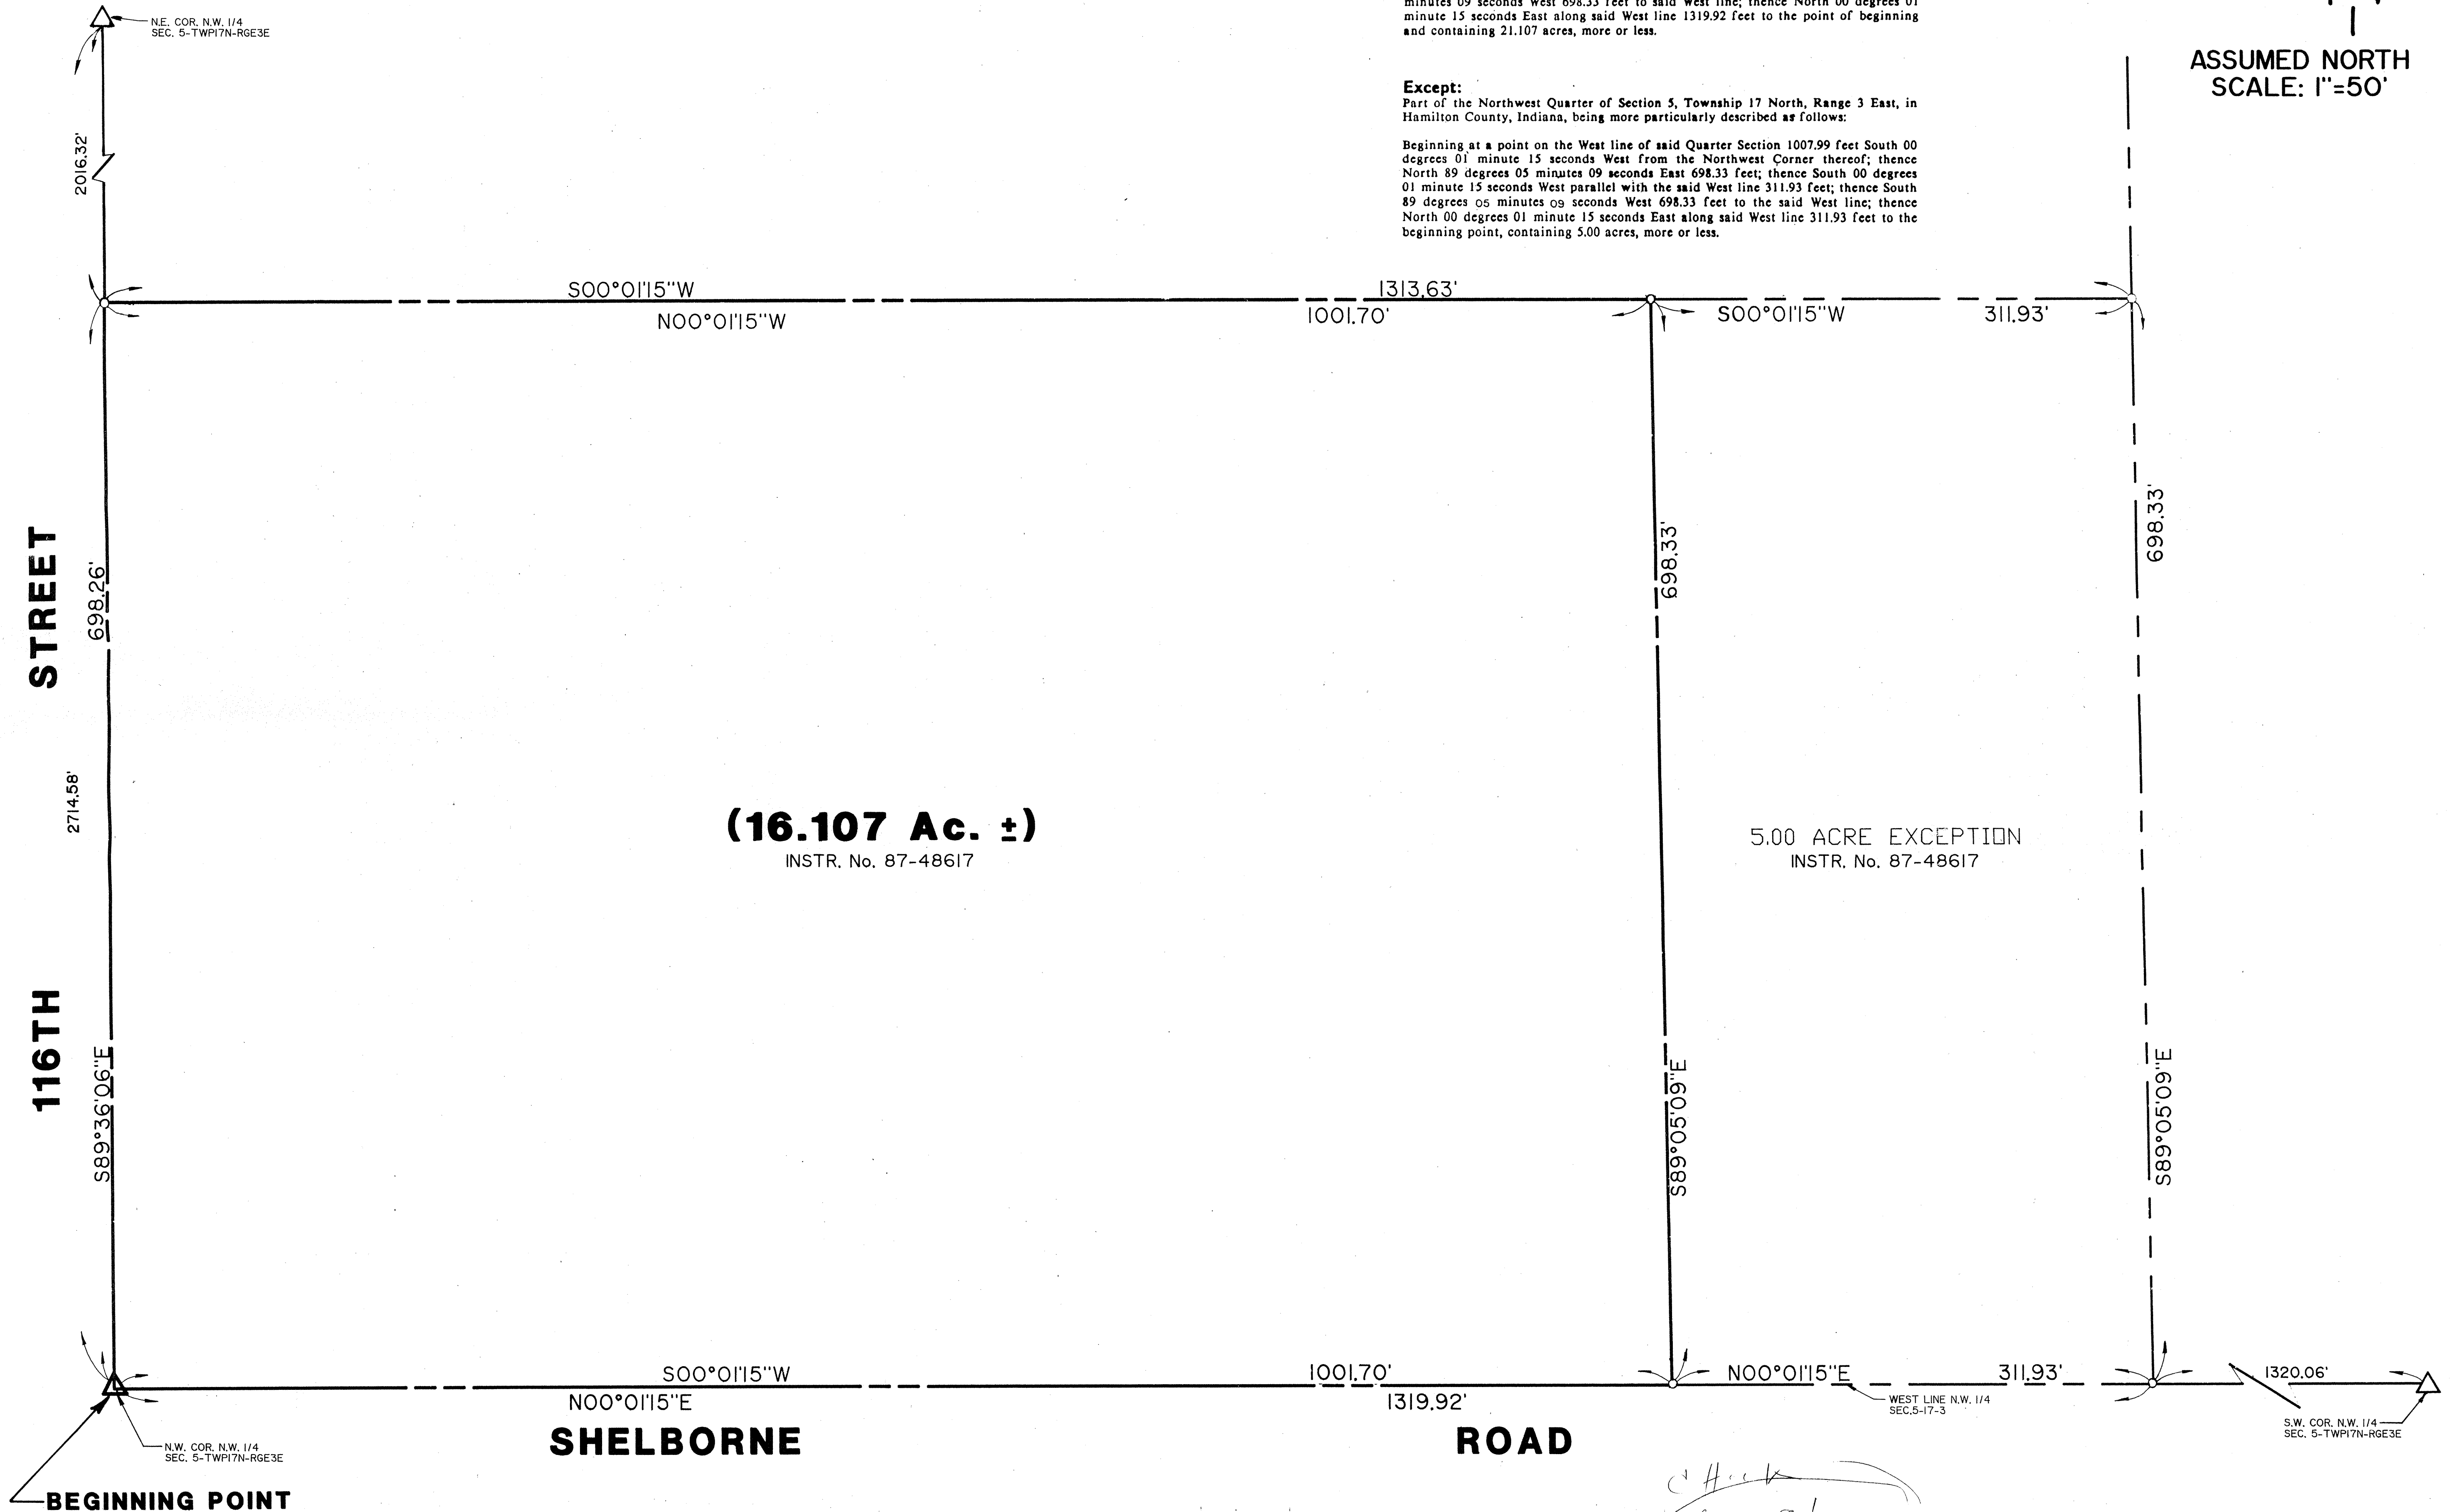 minutes 09 seconds West 698.33 feet to said West line; thence North 00 degrees 01
minute 15 seconds East along said West line 1319.92 feet to the point of beginning
and containing 21.107 acres, more or less.
ASSUMED NORTH
SCALE: 1"=50'
N.E. COR. N.W. 1/4
SEC. 5-TWP17N-RGE3E
Except:
Part of the Northwest Quarter of Section 5, Township 17 North, Range 3 East, in
Hamilton County, Indiana, being more particularly described as follows:
Beginning at a point on the West line of said Quarter Section 1007.99 feet South 00
degrees 01 minute 15 seconds West from the Northwest Corner thereof; thence
North 89 degrees 05 minutes 09 seconds East 698.33 feet; thence South 00 degrees
01 minute 15 seconds West parallel with the said West line 311.93 feet; thence South
89 degrees 05 minutes 09 seconds West 698.33 feet to the said West line; thence
North 00 degrees 01 minute 15 seconds East along said West line 311.93 feet to the
beginning point, containing 5.00 acres, more or less.
2016.32'
S00°01'15"W
1313.63'
N00°01'15"W
1001.70'
S00°01'15"W
311.93'
116TH STREET
698.26'
2714.58'
S89°36'06"E
698.33'
S89°05'09"E
698.33'
S89°05'09"E
(16.107 Ac. ±)
INSTR. No. 87-48617
5.00 ACRE EXCEPTION
INSTR. No. 87-48617
S00°01'15"W
1001.70'
N00°01'15"E
311.93'
1320.06'
N00°01'15"E
1319.92'
WEST LINE N.W. 1/4
SEC.5-17-3
SHELBORNE ROAD
S.W. COR. N.W. 1/4
SEC. 5-TWP17N-RGE3E
N.W. COR. N.W. 1/4
SEC. 5-TWP17N-RGE3E
BEGINNING POINT